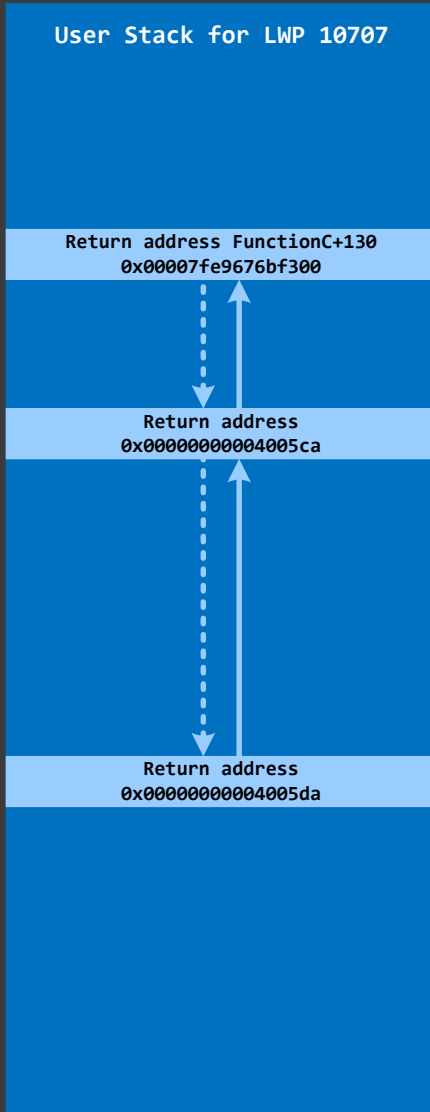 User Stack for LWP 10707
Return address FunctionC+130
0x00007fe9676bf300
Return address
0x00000000004005ca
Return address
0x00000000004005da